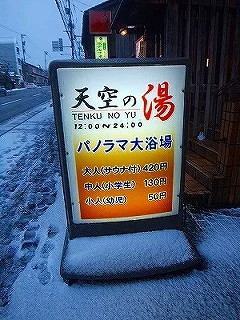 天空の湯
TENKU NO YU
12:00〜24:00
パノラマ大浴場
大人(サウナ付)420円
中人(小学生) 130円
小人(幼児) 50円